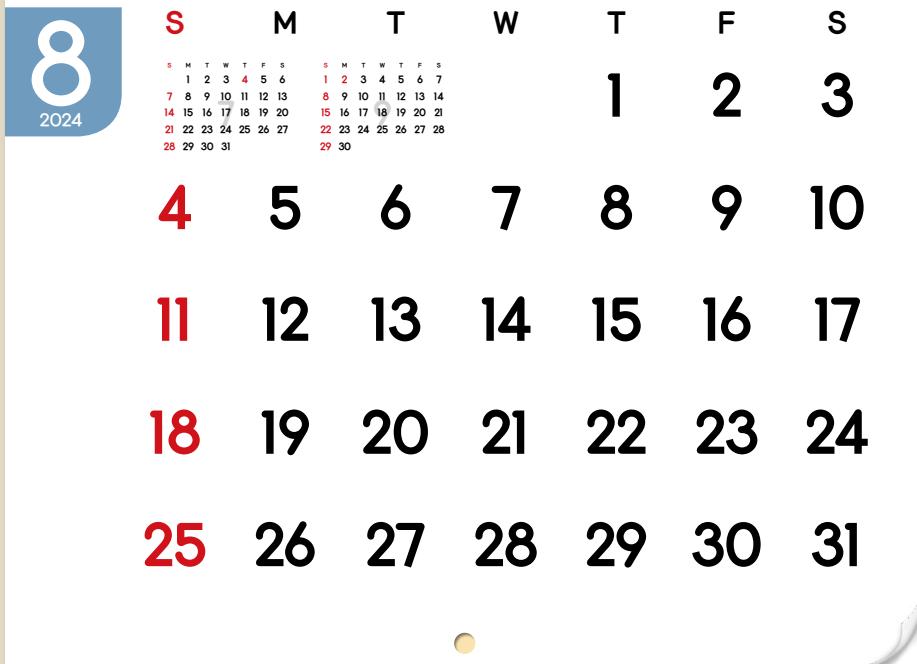 8
2024
S M T W T F S
S M T W T F S
1 2 3 4 5 6
7 8 9 10 11 12 13
14 15 16 17 18 19 20
21 22 23 24 25 26 27
28 29 30 31
7
S M T W T F S
1 2 3 4 5 6 7
8 9 10 11 12 13 14
15 16 17 18 19 20 21
22 23 24 25 26 27 28
29 30
9
1 2 3
4 5 6 7 8 9 10
11 12 13 14 15 16 17
18 19 20 21 22 23 24
25 26 27 28 29 30 31